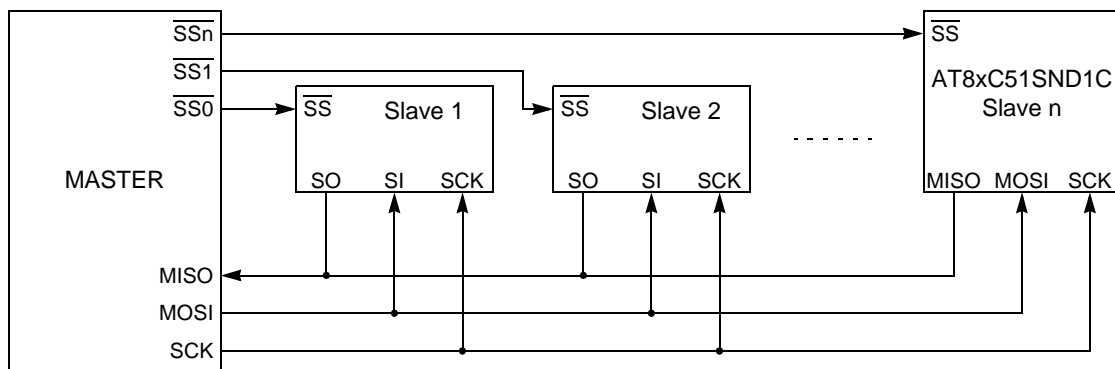 SSn
SS
SS1
AT8xC51SND1C
SS0
SS
Slave 1
SS
Slave 2
Slave n
MASTER
SO SI SCK
SO SI SCK
MISO MOSI SCK
MISO
MOSI
SCK